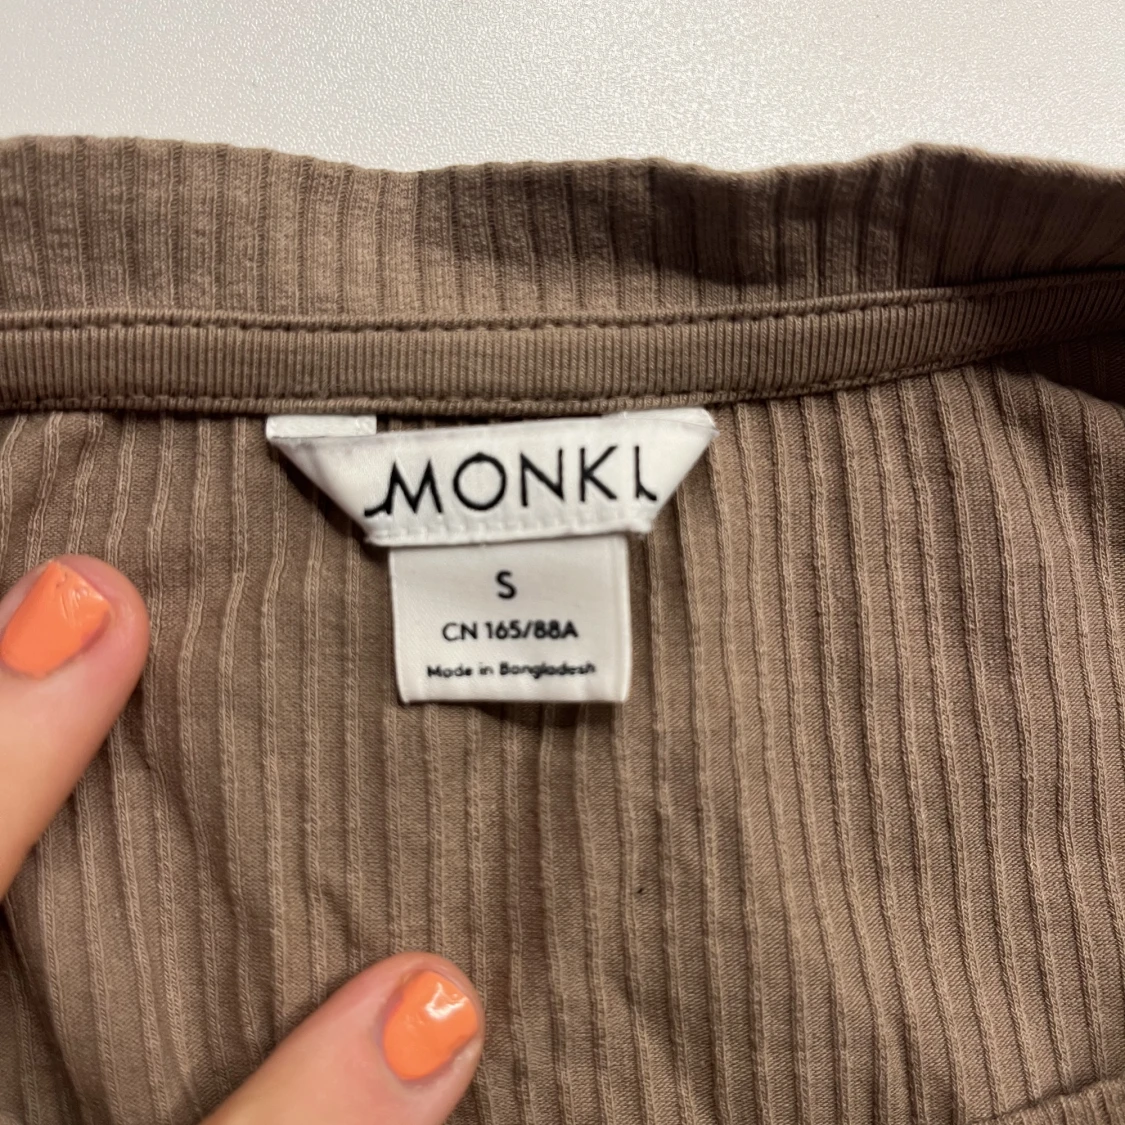 MONKI
S
CN 165/88A
Made in Bangladesh